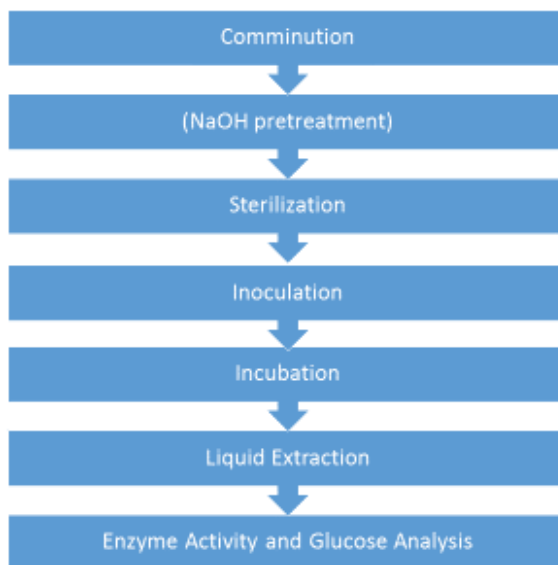 Comminution
(NaOH pretreatment)
Sterilization
Inoculation
Incubation
Liquid Extraction
Enzyme Activity and Glucose Analysis